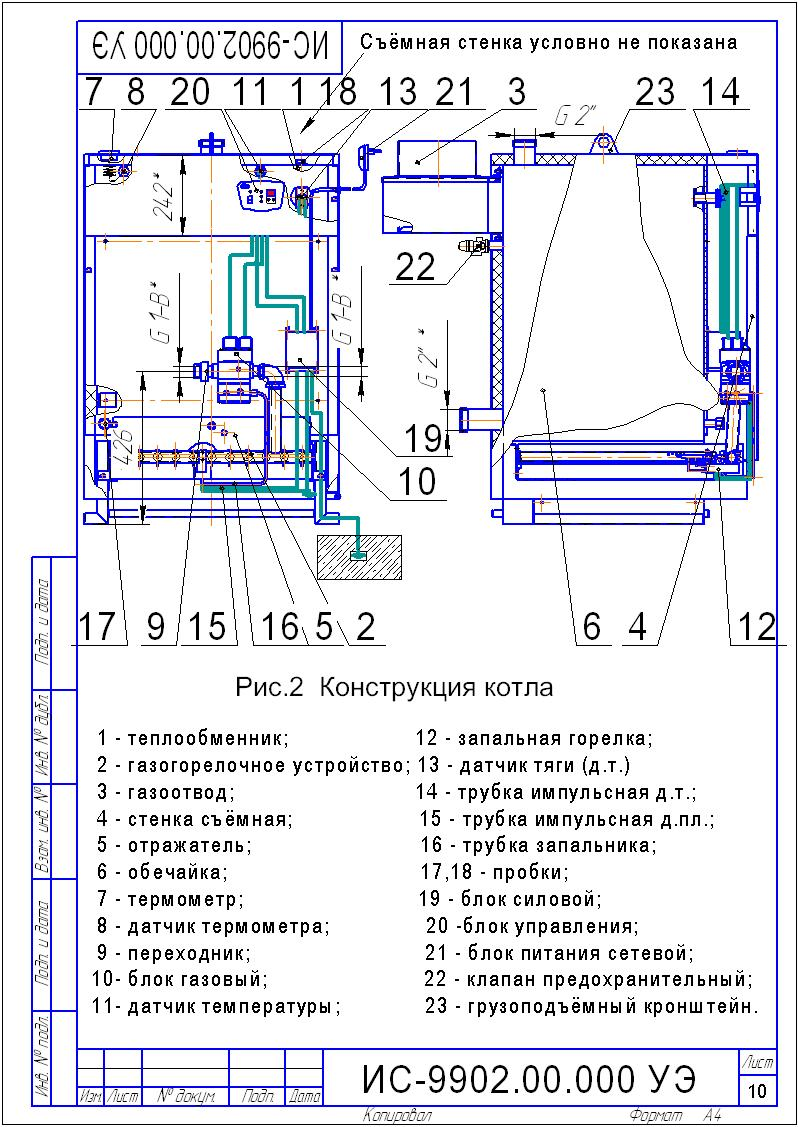 ИС-9902.00.000 УЭ
Съёмная стенка условно не показана
7 8 20 11 1 18 13 21 3 23 14
G 2"
242*
22
G 1-В*
G 1-В*
G 2" *
426
19
10
17 9 15 16 5 2 6 4 12
Рис.2 Конструкция котла
1 - теплообменник;
2 - газогорелочное устройство;
3 - газоотвод;
4 - стенка съёмная;
5 - отражатель;
6 - обечайка;
7 - термометр;
8 - датчик термометра;
9 - переходник;
10- блок газовый;
11- датчик температуры;
12 - запальная горелка;
13 - датчик тяги (д.т.)
14 - трубка импульсная д.т.;
15 - трубка импульсная д.пл.;
16 - трубка запальника;
17,18 - пробки;
19 - блок силовой;
20 -блок управления;
21 - блок питания сетевой;
22 - клапан предохранительный;
23 - грузоподъёмный кронштейн.
Подп. и дата
Инв. № дубл.
Взам. инв. №
Подп. и дата
Инв. № подл.
Изм. Лист № докум. Подп. Дата
ИС-9902.00.000 УЭ
Лист
10
Копировал
Формат А4